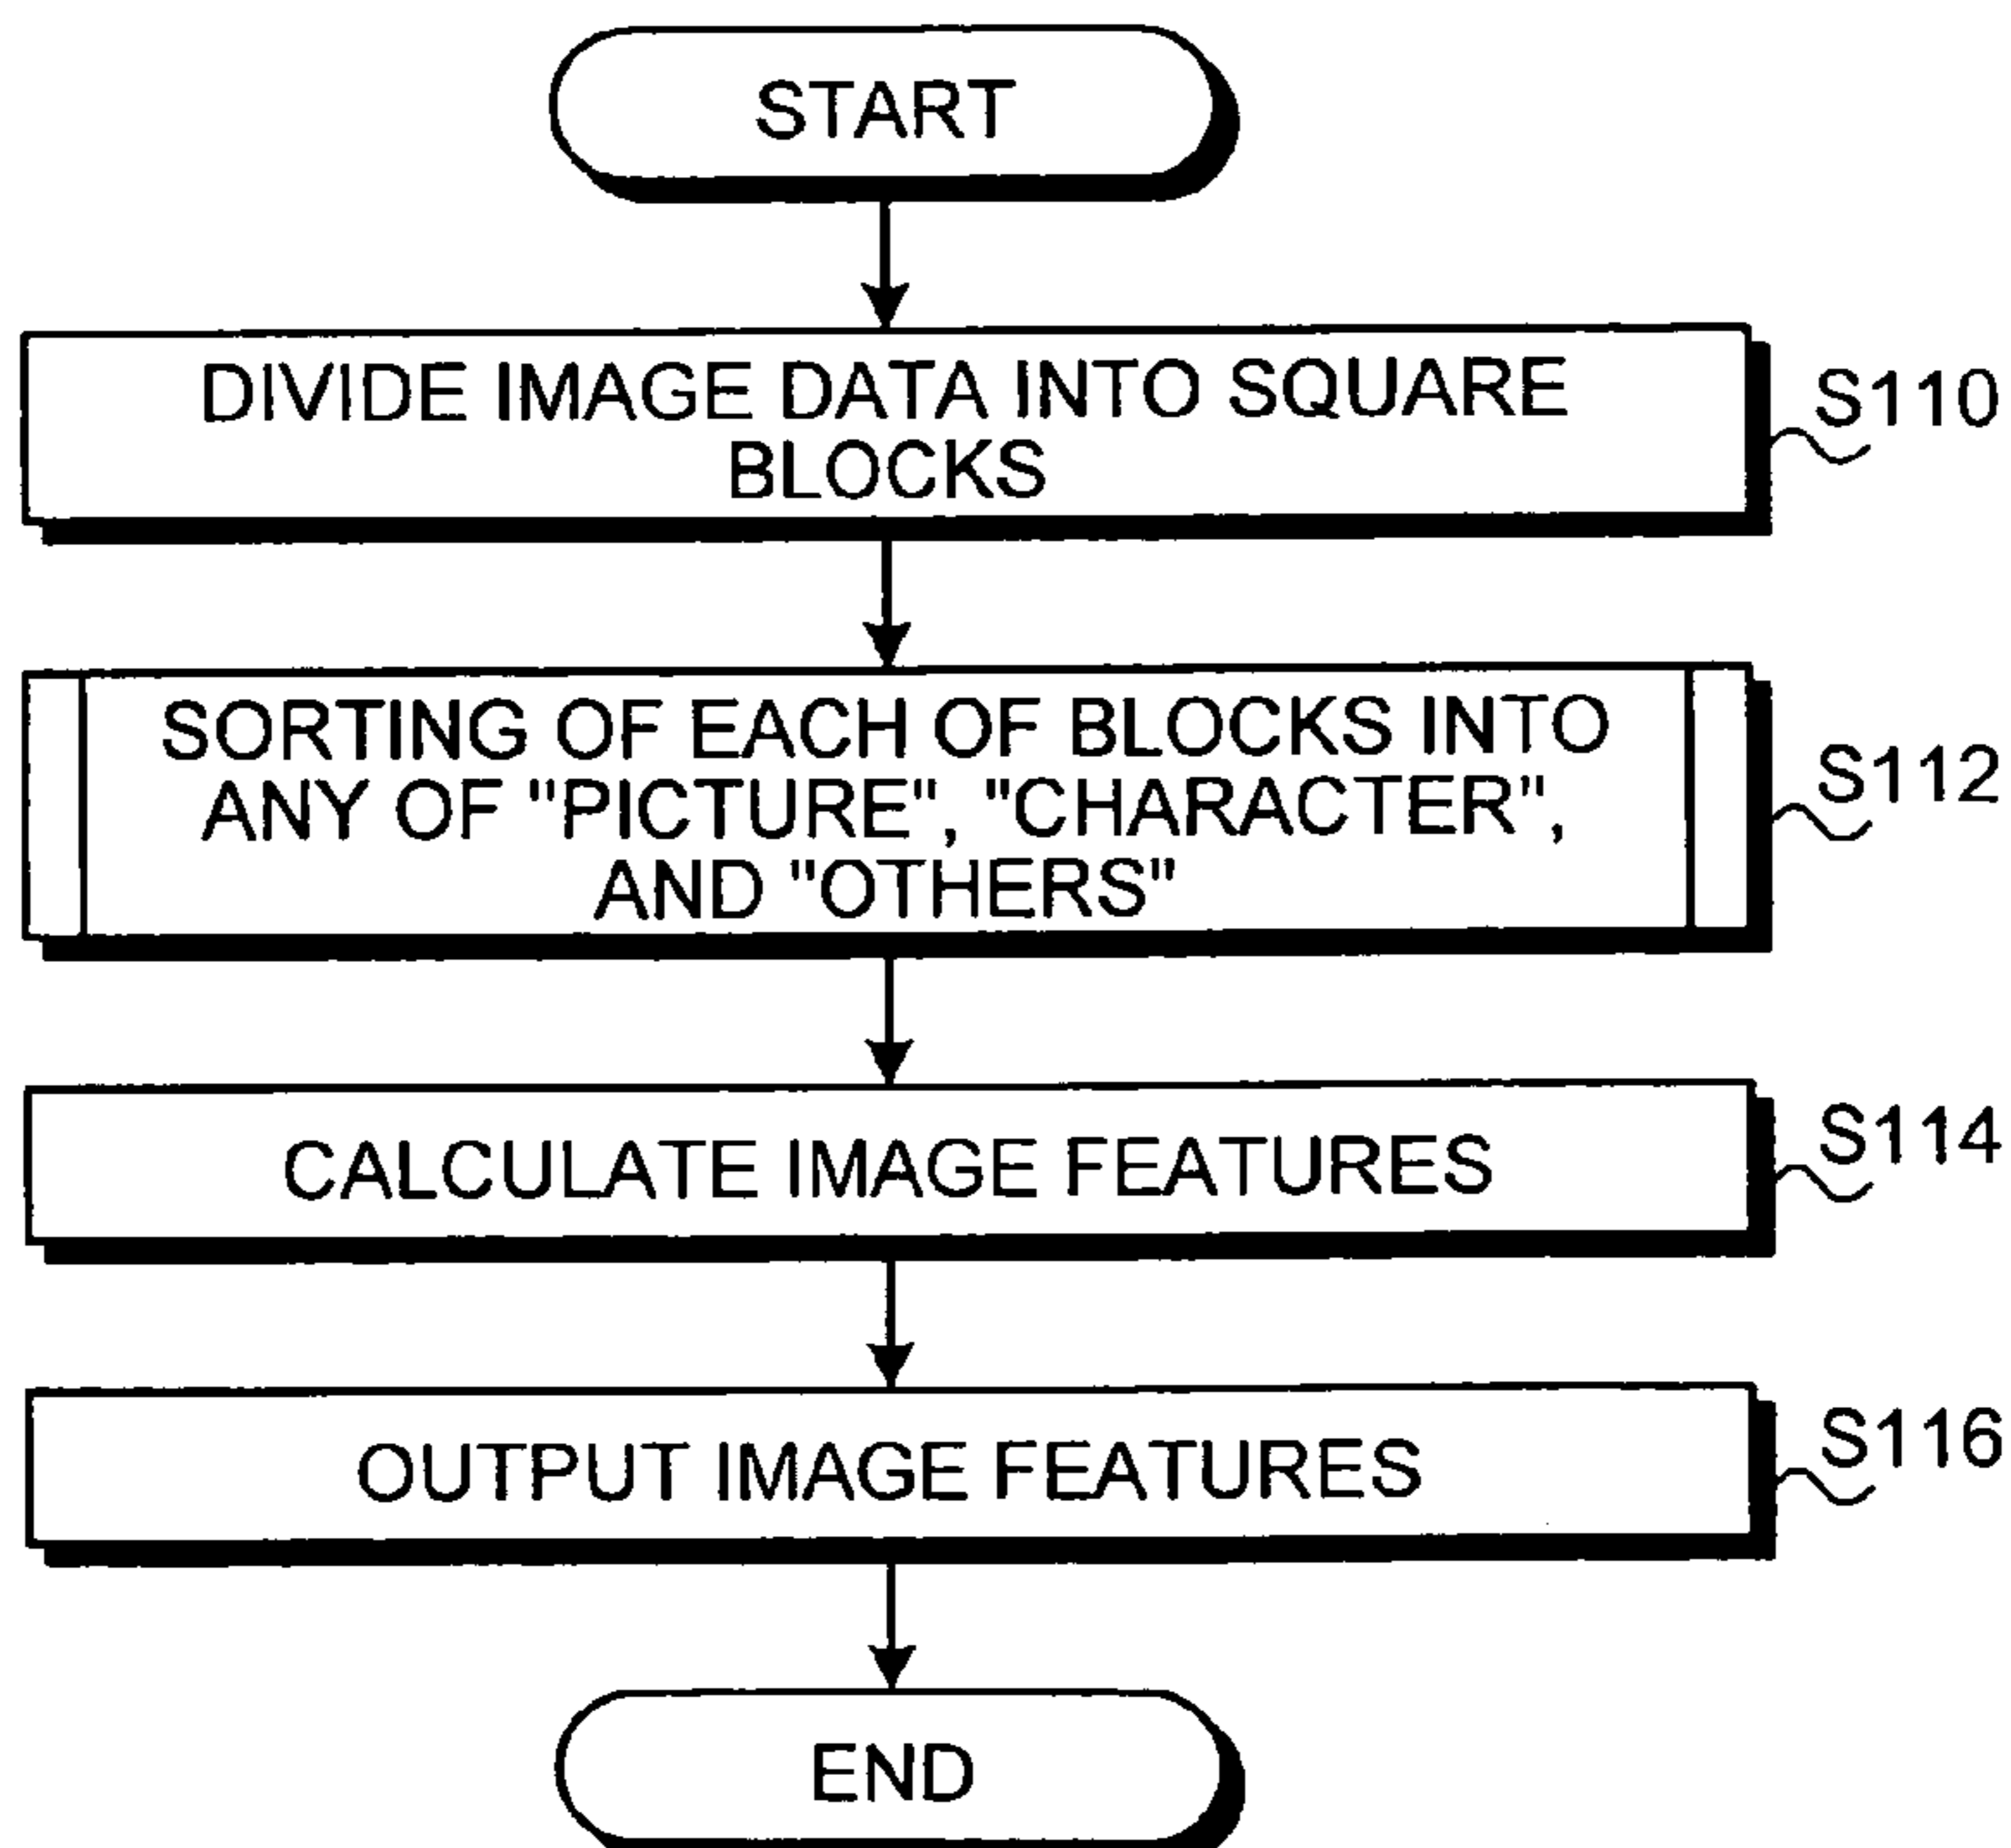 START
DIVIDE IMAGE DATA INTO SQUARE
BLOCKS
S110
SORTING OF EACH OF BLOCKS INTO
ANY OF "PICTURE", "CHARACTER",
AND "OTHERS"
S112
CALCULATE IMAGE FEATURES
S114
OUTPUT IMAGE FEATURES
S116
END